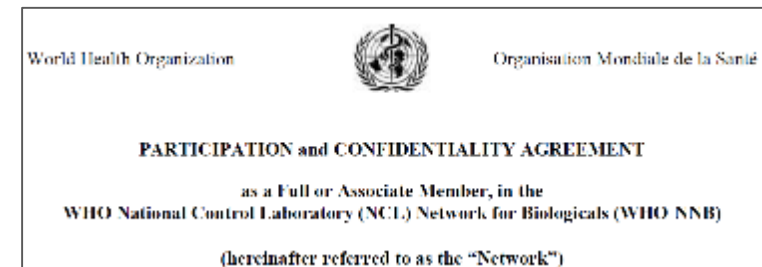 World Health Organization
Organisation Mondiale de la Santé
PARTICIPATION and CONFIDENTIALITY AGREEMENT
as a Full or Associate Member, in the
WHO National Control Laboratory (NCL) Network for Biologicals (WHO NNB)
(hereinafter referred to as the “Network”)